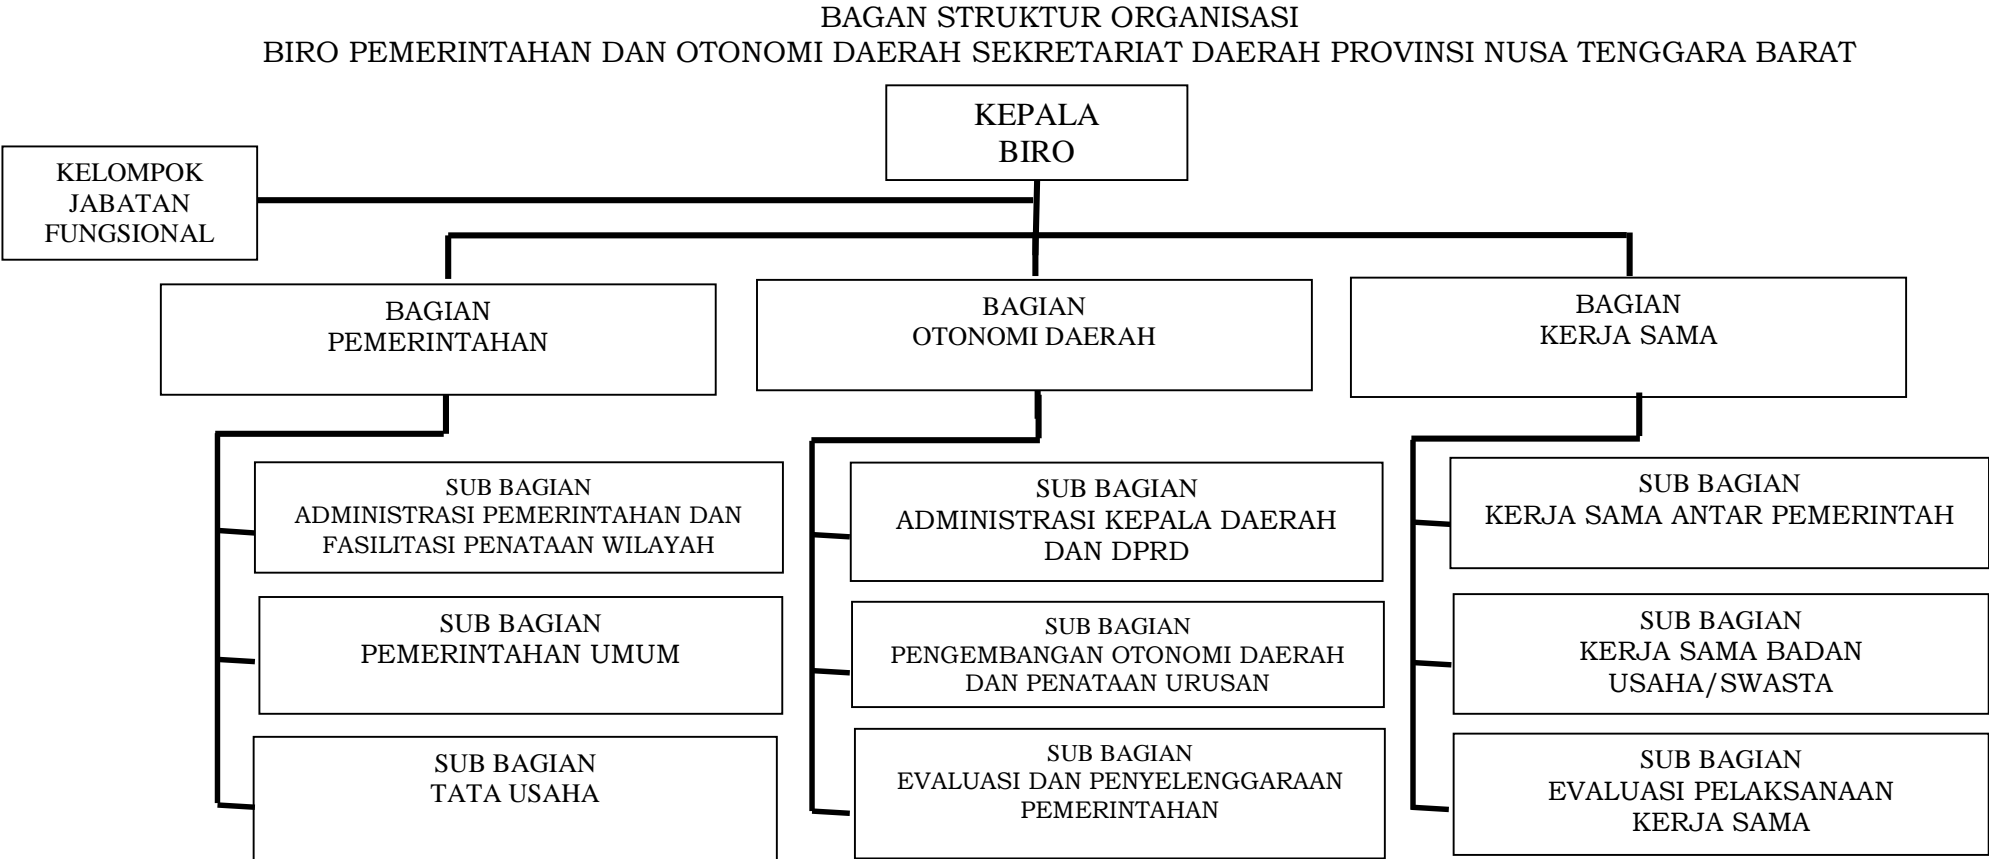 BAGAN STRUKTUR ORGANISASI
BIRO PEMERINTAHAN DAN OTONOMI DAERAH SEKRETARIAT DAERAH PROVINSI NUSA TENGGARA BARAT
KEPALA
BIRO
KELOMPOK
JABATAN
FUNGSIONAL
BAGIAN
PEMERINTAHAN
BAGIAN
OTONOMI DAERAH
BAGIAN
KERJA SAMA
SUB BAGIAN
ADMINISTRASI PEMERINTAHAN DAN
FASILITASI PENATAAN WILAYAH
SUB BAGIAN
PEMERINTAHAN UMUM
SUB BAGIAN
TATA USAHA
SUB BAGIAN
ADMINISTRASI KEPALA DAERAH
DAN DPRD
SUB BAGIAN
PENGEMBANGAN OTONOMI DAERAH
DAN PENATAAN URUSAN
SUB BAGIAN
EVALUASI DAN PENYELENGGARAAN
PEMERINTAHAN
SUB BAGIAN
KERJA SAMA ANTAR PEMERINTAH
SUB BAGIAN
KERJA SAMA BADAN
USAHA/SWASTA
SUB BAGIAN
EVALUASI PELAKSANAAN
KERJA SAMA